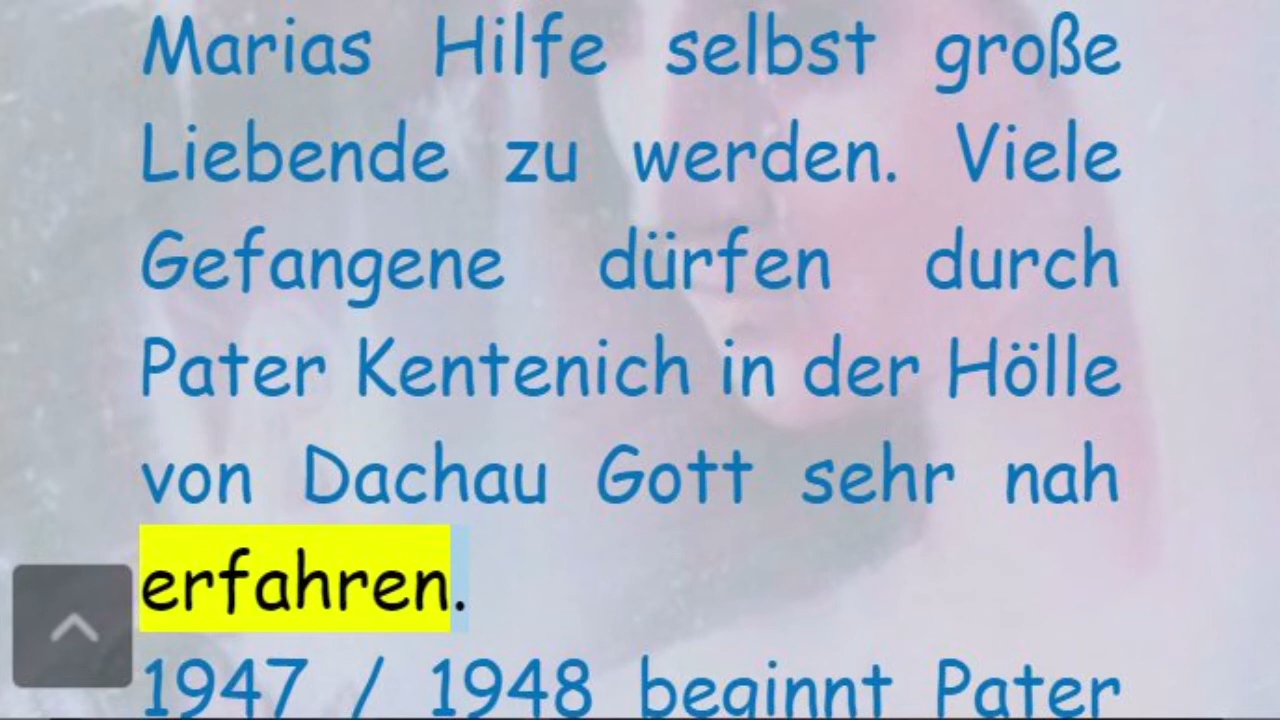 Marias Hilfe selbst große
Liebende zu werden. Viele
Gefangene dürfen durch
Pater Kentenich in der Hölle
von Dachau Gott sehr nah
erfahren.
1947 / 1948 beginnt Pater